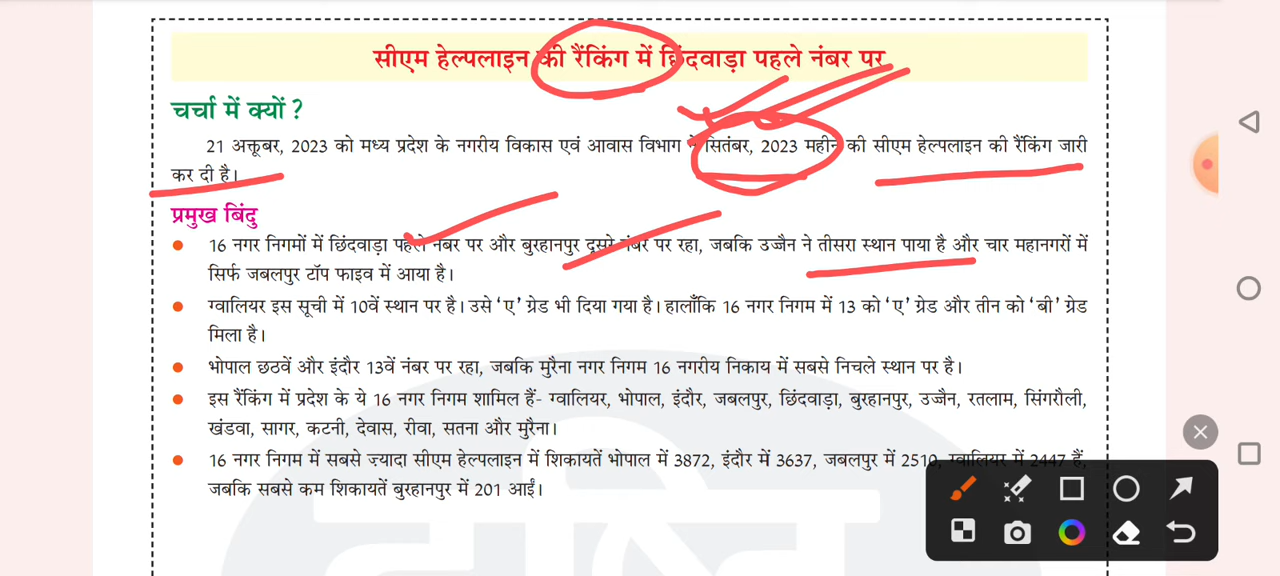 सीएम हेल्पलाइन की रैंकिंग में छिंदवाड़ा पहले नंबर पर
चर्चा में क्यों ?
21 अक्तूबर, 2023 को मध्य प्रदेश के नगरीय विकास एवं आवास विभाग ने सितंबर, 2023 महीने की सीएम हेल्पलाइन की रैंकिंग जारी
कर दी है।
प्रमुख बिंदु
16 नगर निगमों में छिंदवाड़ा पहले नंबर पर और बुरहानपुर दूसरे नंबर पर रहा, जबकि उज्जैन ने तीसरा स्थान पाया है और चार महानगरों में
सिर्फ जबलपुर टॉप फाइव में आया है।
ग्वालियर इस सूची में 10वें स्थान पर है। उसे ‘ए’ ग्रेड भी दिया गया है। हालाँकि 16 नगर निगम में 13 को ‘ए’ ग्रेड और तीन को ‘बी’ ग्रेड
मिला है।
भोपाल छठवें और इंदौर 13वें नंबर पर रहा, जबकि मुरैना नगर निगम 16 नगरीय निकाय में सबसे निचले स्थान पर है।
इस रैंकिंग में प्रदेश के ये 16 नगर निगम शामिल हैं- ग्वालियर, भोपाल, इंदौर, जबलपुर, छिंदवाड़ा, बुरहानपुर, उज्जैन, रतलाम, सिंगरौली,
खंडवा, सागर, कटनी, देवास, रीवा, सतना और मुरैना।
16 नगर निगम में सबसे ज़्यादा सीएम हेल्पलाइन में शिकायतें भोपाल में 3872, इंदौर में 3637, जबलपुर में 2510, ग्वालियर में 2447 हैं,
जबकि सबसे कम शिकायतें बुरहानपुर में 201 आईं।